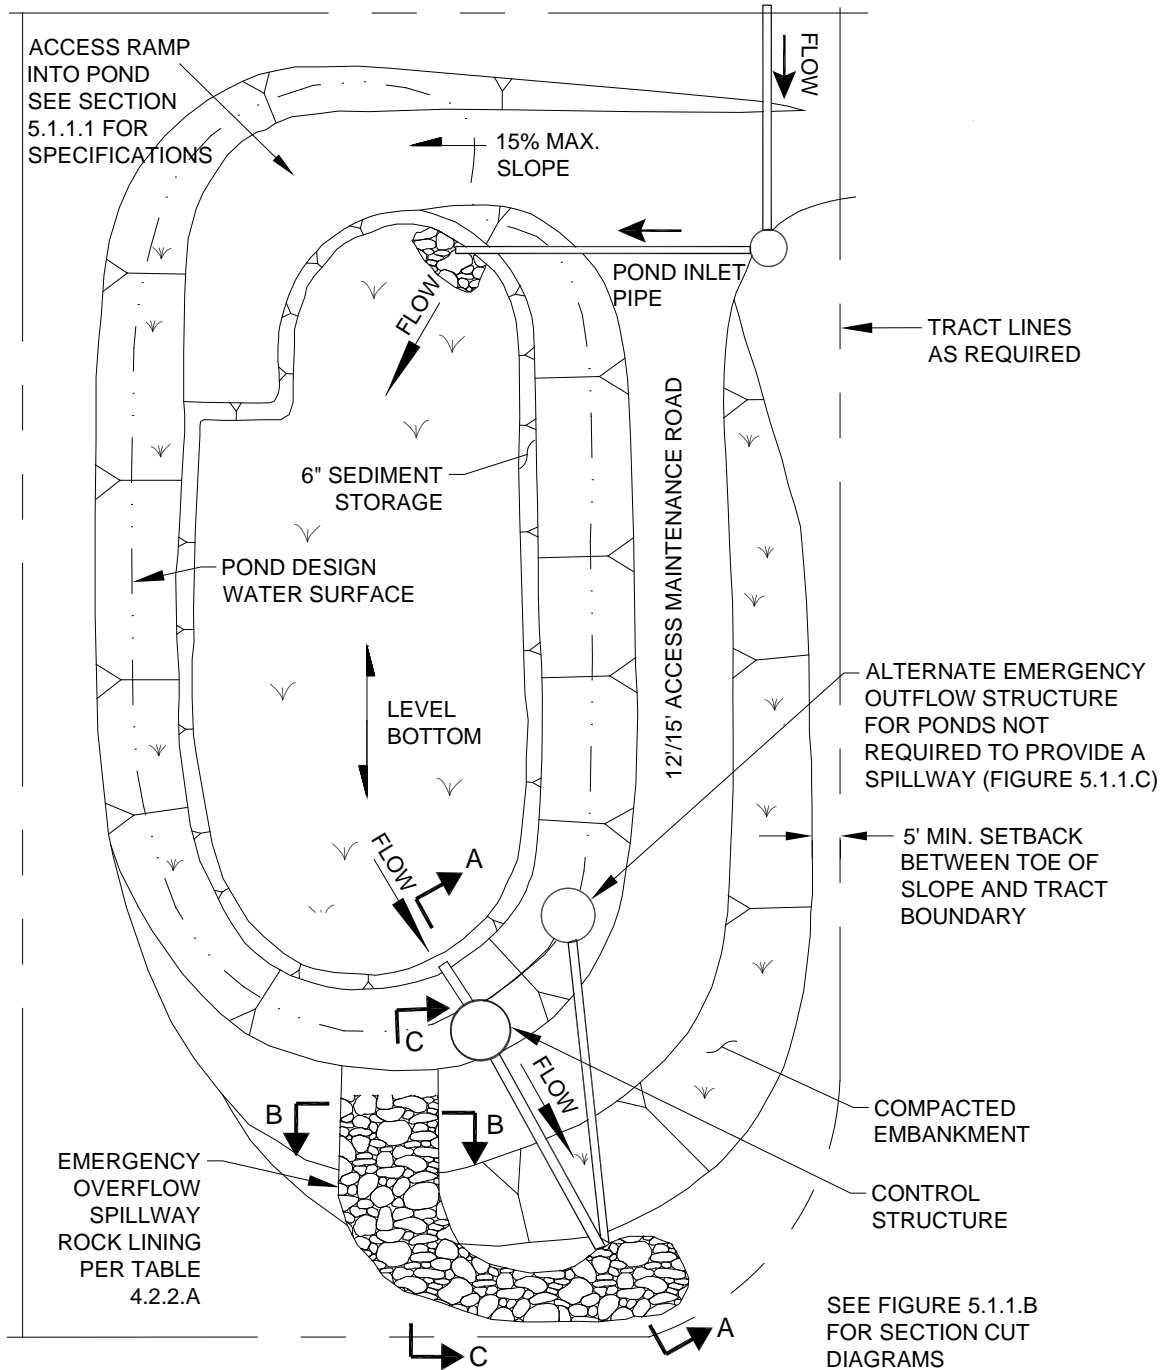 ACCESS RAMP
INTO POND
SEE SECTION
5.1.1.1 FOR
SPECIFICATIONS
FLOW
15% MAX.
SLOPE
POND INLET
PIPE
FLOW
TRACT LINES
AS REQUIRED
12'/15' ACCESS MAINTENANCE ROAD
6" SEDIMENT
STORAGE
POND DESIGN
WATER SURFACE
LEVEL
BOTTOM
ALTERNATE EMERGENCY
OUTFLOW STRUCTURE
FOR PONDS NOT
REQUIRED TO PROVIDE A
SPILLWAY (FIGURE 5.1.1.C)
5' MIN. SETBACK
BETWEEN TOE OF
SLOPE AND TRACT
BOUNDARY
FLOW
A
C
FLOW
B
B
COMPACTED
EMBANKMENT
EMERGENCY
OVERFLOW
SPILLWAY
ROCK LINING
PER TABLE
4.2.2.A
CONTROL
STRUCTURE
A
C
SEE FIGURE 5.1.1.B
FOR SECTION CUT
DIAGRAMS